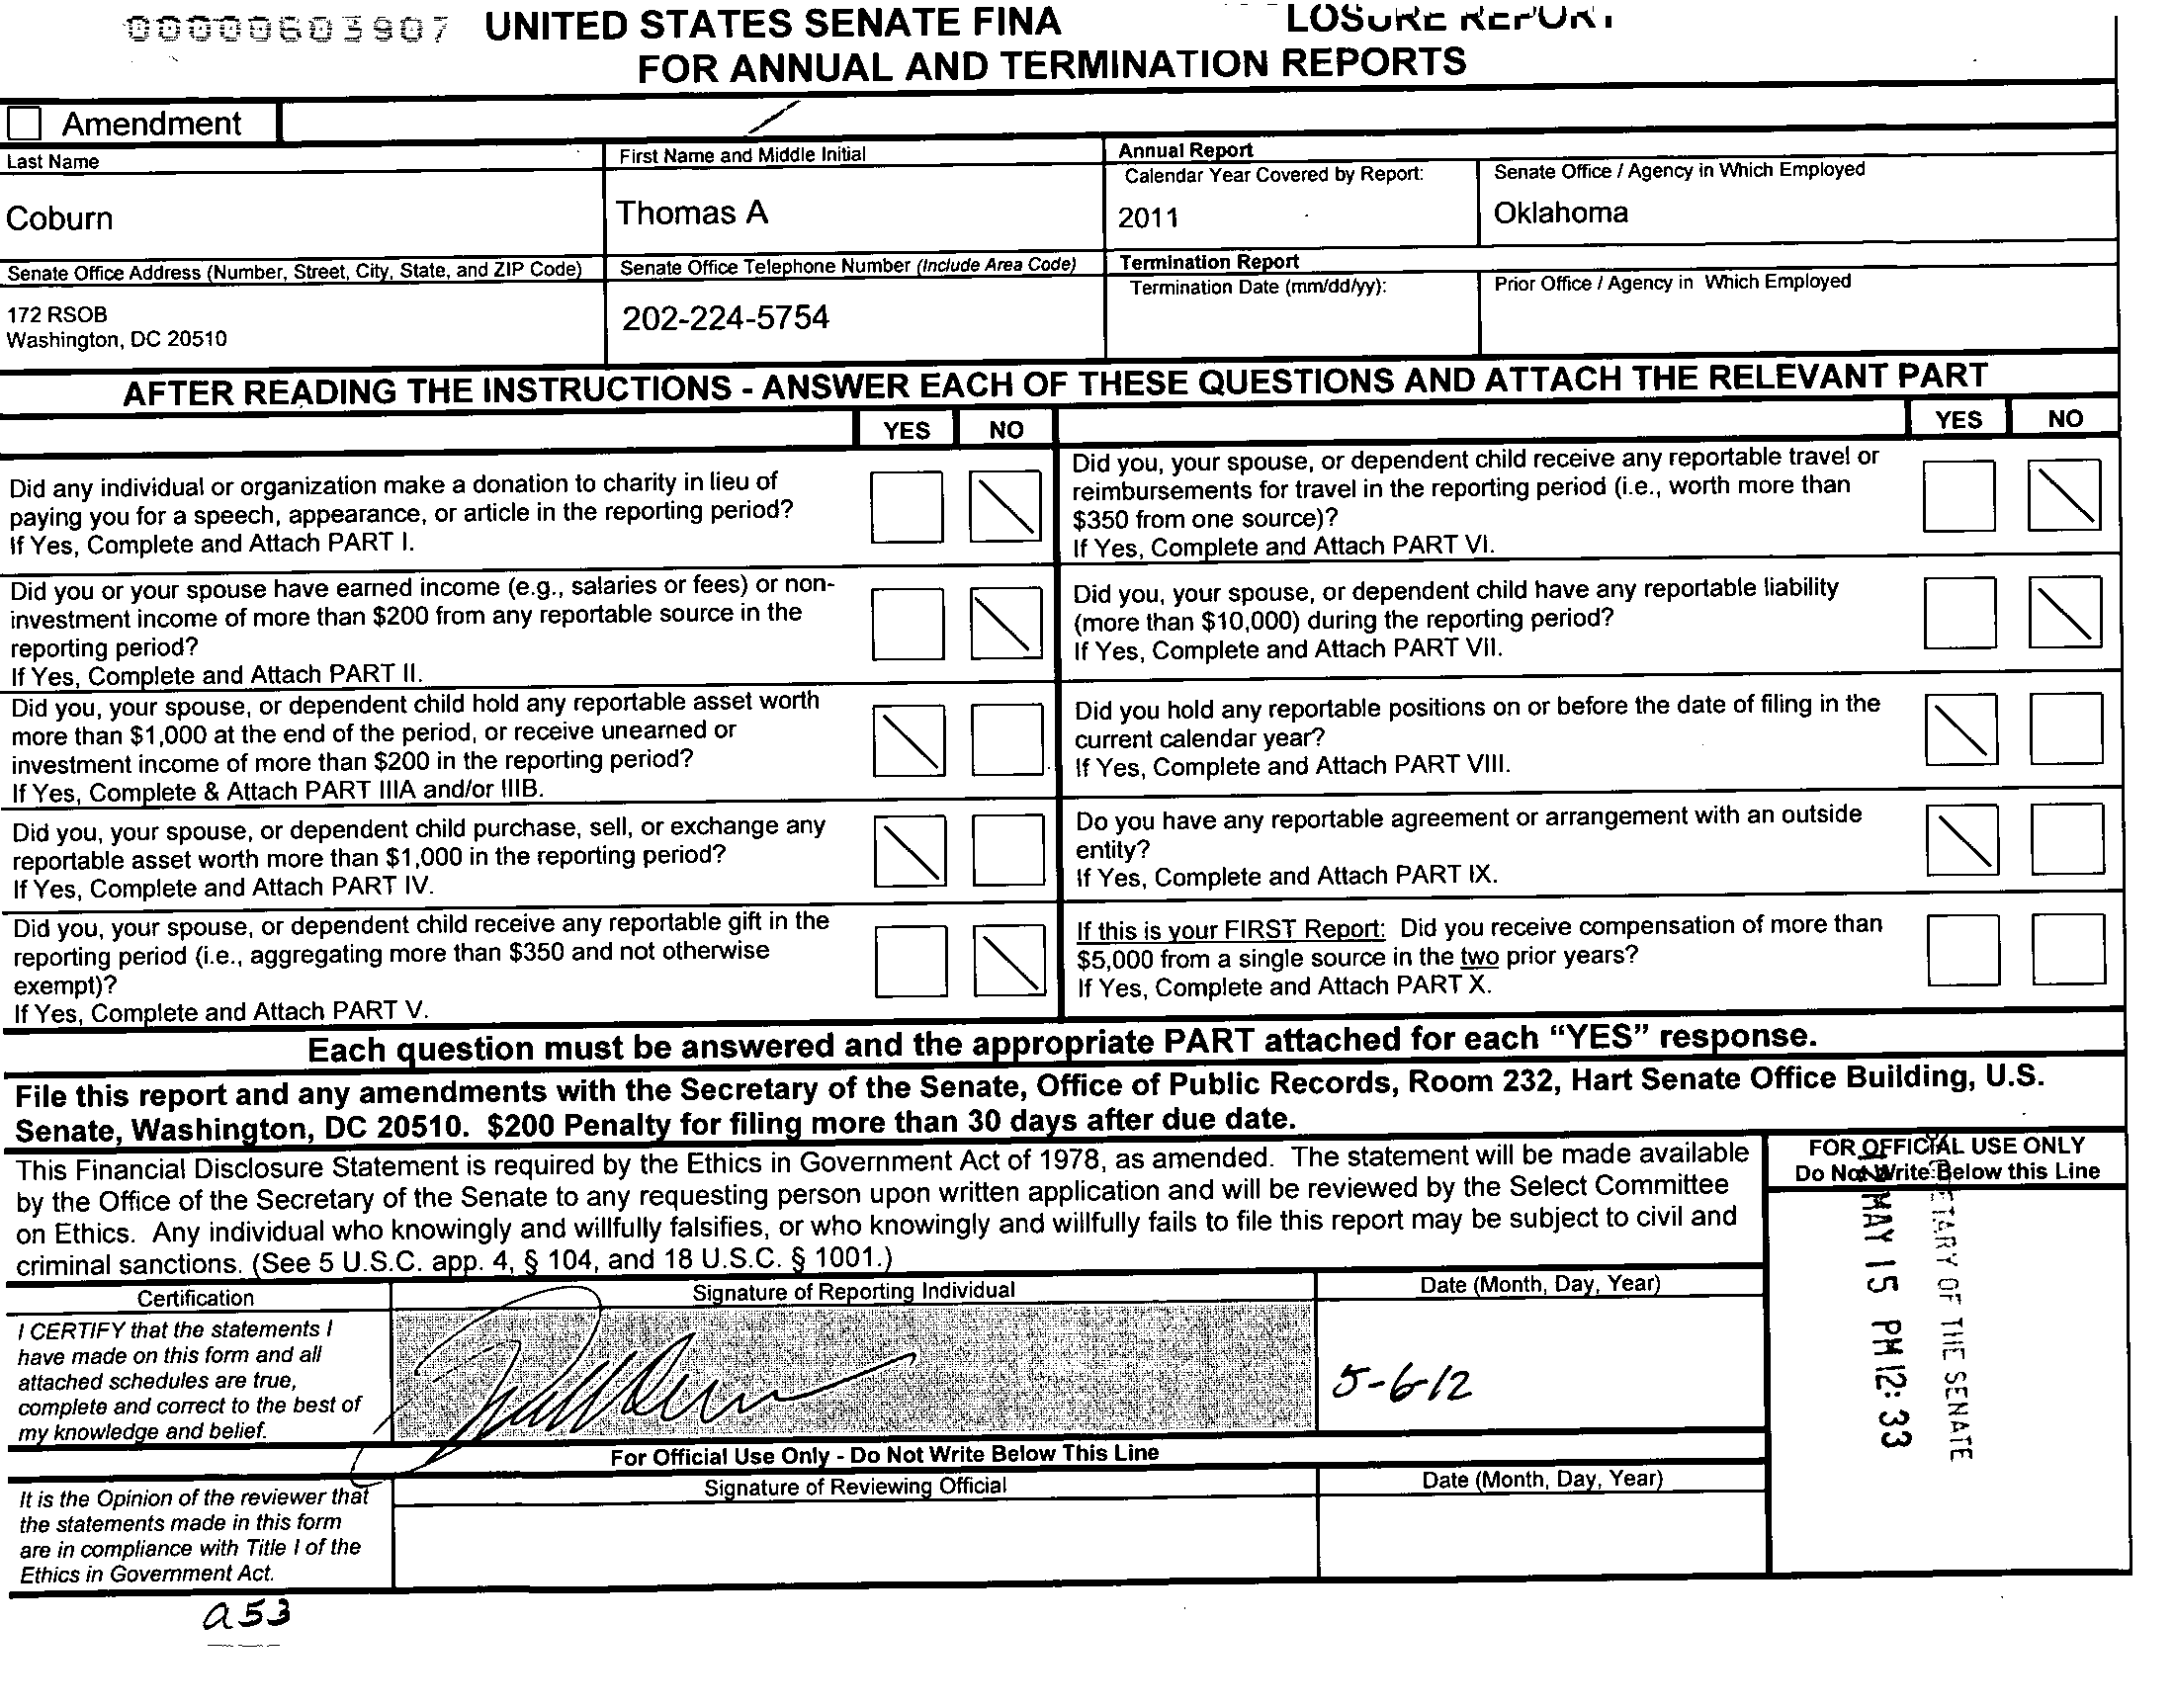 00000603907 UNITED STATES SENATE FINA LOSURE REPORT
FOR ANNUAL AND TERMINATION REPORTS
Amendment
Last Name
First Name and Middle Initial
Annual Report
Calendar Year Covered by Report:
Senate Office / Agency in Which Employed
Coburn
Thomas A
2011
Oklahoma
Senate Office Address (Number, Street, City, State, and ZIP Code)
Senate Office Telephone Number (Include Area Code)
Termination Report
Termination Date (mm/dd/yy):
Prior Office / Agency in Which Employed
172 RSOB
Washington, DC 20510
202-224-5754
AFTER READING THE INSTRUCTIONS - ANSWER EACH OF THESE QUESTIONS AND ATTACH THE RELEVANT PART
YES NO
YES NO
Did any individual or organization make a donation to charity in lieu of
paying you for a speech, appearance, or article in the reporting period?
If Yes, Complete and Attach PART I.
Did you, your spouse, or dependent child receive any reportable travel or
reimbursements for travel in the reporting period (i.e., worth more than
$350 from one source)?
If Yes, Complete and Attach PART VI.
Did you or your spouse have earned income (e.g., salaries or fees) or non-
investment income of more than $200 from any reportable source in the
reporting period?
If Yes, Complete and Attach PART II.
Did you, your spouse, or dependent child have any reportable liability
(more than $10,000) during the reporting period?
If Yes, Complete and Attach PART VII.
Did you, your spouse, or dependent child hold any reportable asset worth
more than $1,000 at the end of the period, or receive unearned or
investment income of more than $200 in the reporting period?
If Yes, Complete & Attach PART IIIA and/or IIIB.
Did you hold any reportable positions on or before the date of filing in the
current calendar year?
If Yes, Complete and Attach PART VIII.
Did you, your spouse, or dependent child purchase, sell, or exchange any
reportable asset worth more than $1,000 in the reporting period?
If Yes, Complete and Attach PART IV.
Do you have any reportable agreement or arrangement with an outside
entity?
If Yes, Complete and Attach PART IX.
Did you, your spouse, or dependent child receive any reportable gift in the
reporting period (i.e., aggregating more than $350 and not otherwise
exempt)?
If Yes, Complete and Attach PART V.
If this is your FIRST Report: Did you receive compensation of more than
$5,000 from a single source in the two prior years?
If Yes, Complete and Attach PART X.
Each question must be answered and the appropriate PART attached for each “YES” response.
File this report and any amendments with the Secretary of the Senate, Office of Public Records, Room 232, Hart Senate Office Building, U.S.
Senate, Washington, DC 20510. $200 Penalty for filing more than 30 days after due date.
This Financial Disclosure Statement is required by the Ethics in Government Act of 1978, as amended. The statement will be made available
by the Office of the Secretary of the Senate to any requesting person upon written application and will be reviewed by the Select Committee
on Ethics. Any individual who knowingly and willfully falsifies, or who knowingly and willfully fails to file this report may be subject to civil and
criminal sanctions. (See 5 U.S.C. app. 4, § 104, and 18 U.S.C. § 1001.)
FOR OFFICIAL USE ONLY
Do Not Write Below this Line
ETARY OF THE SENATE
12 MAY 15 PM 12: 33
Certification
Signature of Reporting Individual
Date (Month, Day, Year)
I CERTIFY that the statements I
have made on this form and all
attached schedules are true,
complete and correct to the best of
my knowledge and belief.
5-6-12
For Official Use Only - Do Not Write Below This Line
Signature of Reviewing Official
Date (Month, Day, Year)
It is the Opinion of the reviewer that
the statements made in this form
are in compliance with Title I of the
Ethics in Government Act.
a53